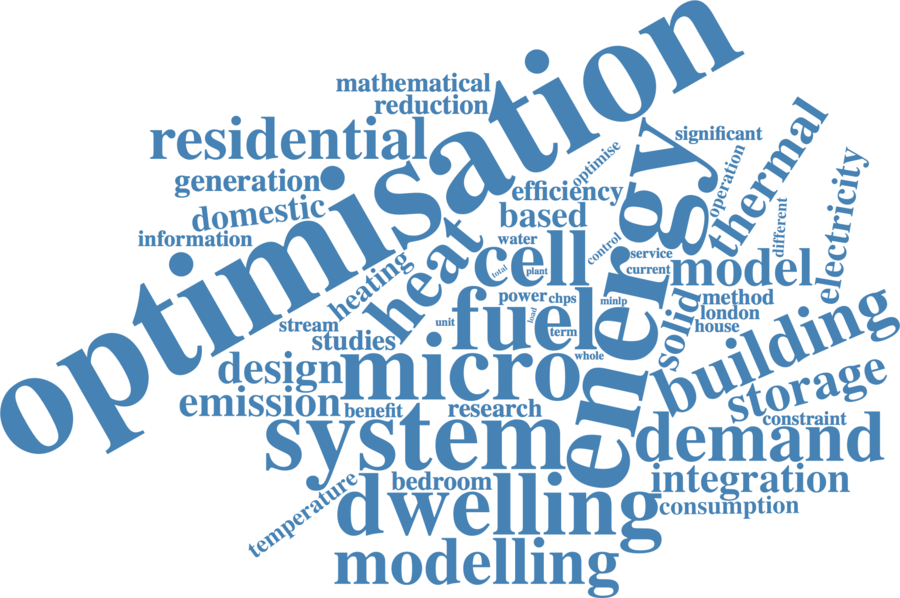 optimisation
mathematical
reduction
residential
significant
generation
optimise
thermal
efficiency
operation
domestic
based
energy
different
electricity
information
water
control
heat
cell
service
heating
total
plant
current
model
power
chps
minlp
method
stream
unit
fuel
load
solid
london
studies
term
house
whole
building
design
micro
storage
emission
benefit
research
constraint
system
demand
bedroom
integration
temperature
dwelling
consumption
modelling